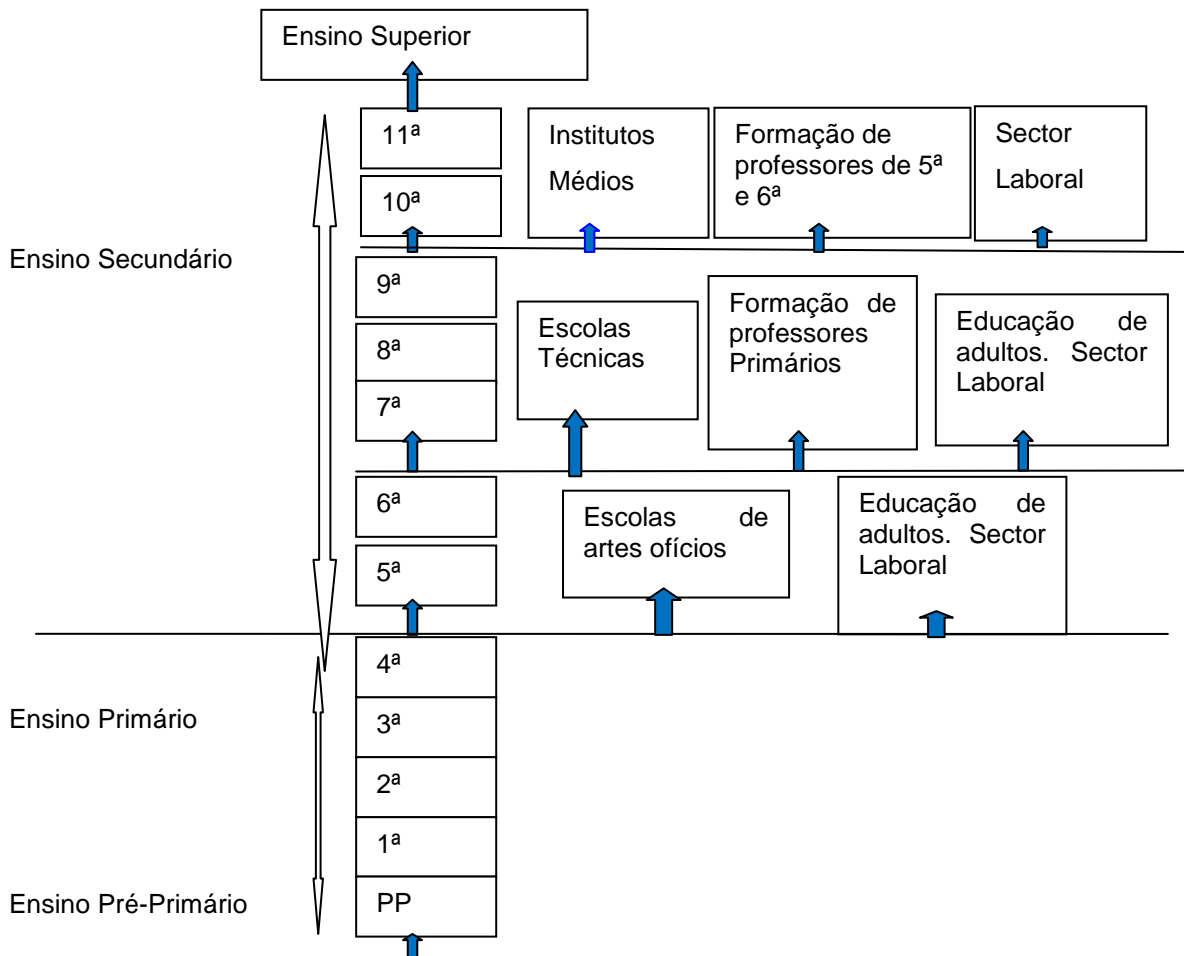 Ensino Superior
11ª
Institutos
Médios
Formação de
professores de 5ª
e 6ª
Sector
Laboral
10ª
Ensino Secundário
9ª
8ª
7ª
Escolas
Técnicas
Formação de
professores
Primários
Educação de
adultos. Sector
Laboral
6ª
5ª
Escolas de
artes ofícios
Educação de
adultos. Sector
Laboral
4ª
Ensino Primário
3ª
2ª
1ª
Ensino Pré-Primário
PP